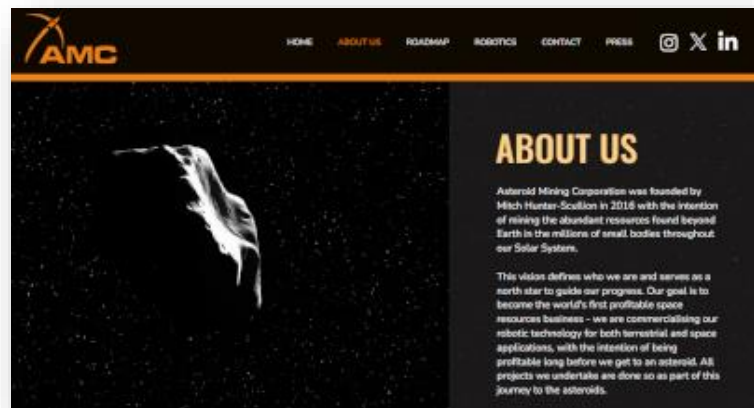 AMC
HOME ABOUT US ROADMAP ROBOTICS CONTACT PRESS
ABOUT US
Asteroid Mining Corporation was founded by
Mitch Hunter-Scullion in 2016 with the intention
of mining the abundant resources found beyond
Earth in the millions of small bodies throughout
our Solar System.
This vision defines who we are and serves as a
north star to guide our progress. Our goal is to
become the world's first profitable space
resources business - we are commercialising our
robotic technology for both terrestrial and space
applications, with the intention of being
profitable long before we get to an asteroid. All
projects we undertake are done so as part of this
journey to the asteroids.